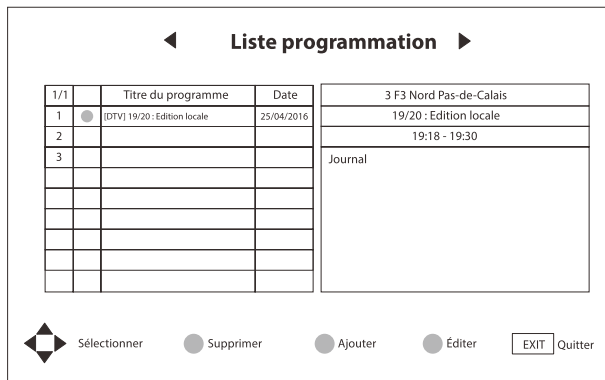 Liste programmation
1/1 Titre du programme Date
1 [DTV] 19/20 : Edition locale 25/04/2016
2
3
3 F3 Nord Pas-de-Calais
19/20 : Edition locale
19:18 - 19:30
Journal
Sélectionner Supprimer Ajouter Éditer EXIT Quitter